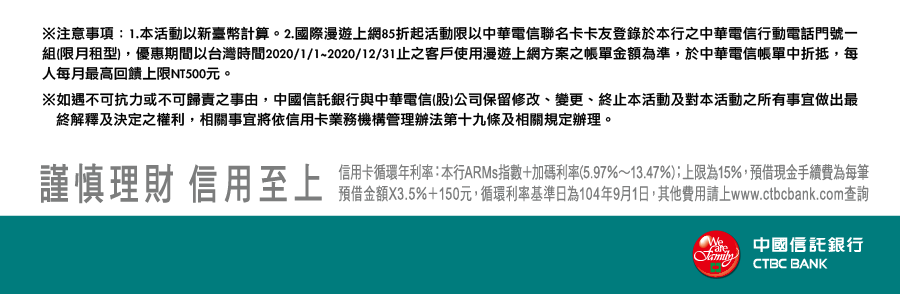 ※注意事項：1.本活動以新臺幣計算。2.國際漫遊上網85折起活動限以中華電信聯名卡卡友登錄於本行之中華電信行動電話門號一
組(限月租型)，優惠期間以台灣時間2020/1/1~2020/12/31止之客戶使用漫遊上網方案之帳單金額為準，於中華電信帳單中折抵，每
人每月最高回饋上限NT500元。
※如遇不可抗力或不可歸責之事由，中國信託銀行與中華電信(股)公司保留修改、變更、終止本活動及對本活動之所有事宜做出最
終解釋及決定之權利，相關事宜將依信用卡業務機構管理辦法第十九條及相關規定辦理。
謹慎理財 信用至上
信用卡循環年利率：本行ARMs指數＋加碼利率(5.97%～13.47%)；上限為15%，預借現金手續費為每筆
預借金額X3.5%＋150元，循環利率基準日為104年9月1日，其他費用請上www.ctbcbank.com查詢
We are Family
中國信託銀行
CTBC BANK